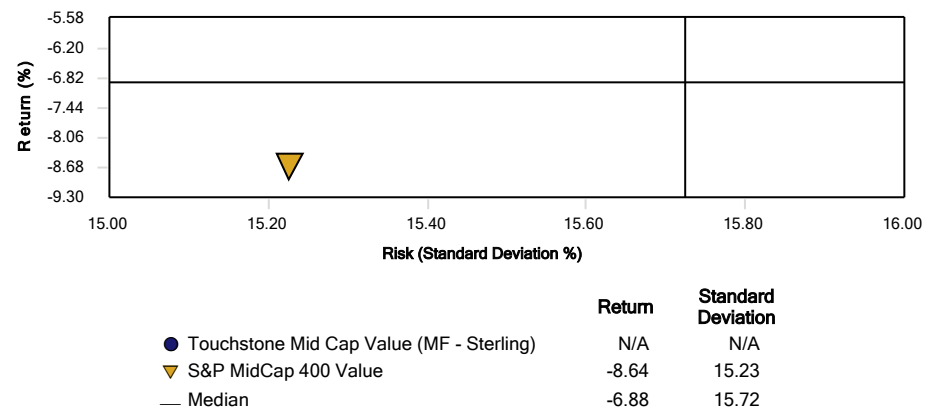 -5.58
-6.20
-6.82
-7.44
-8.06
-8.68
-9.30
Return (%)
15.00 15.20 15.40 15.60 15.80 16.00
Risk (Standard Deviation %)
Return Standard Deviation
Touchstone Mid Cap Value (MF - Sterling) N/A N/A
S&P MidCap 400 Value -8.64 15.23
Median -6.88 15.72